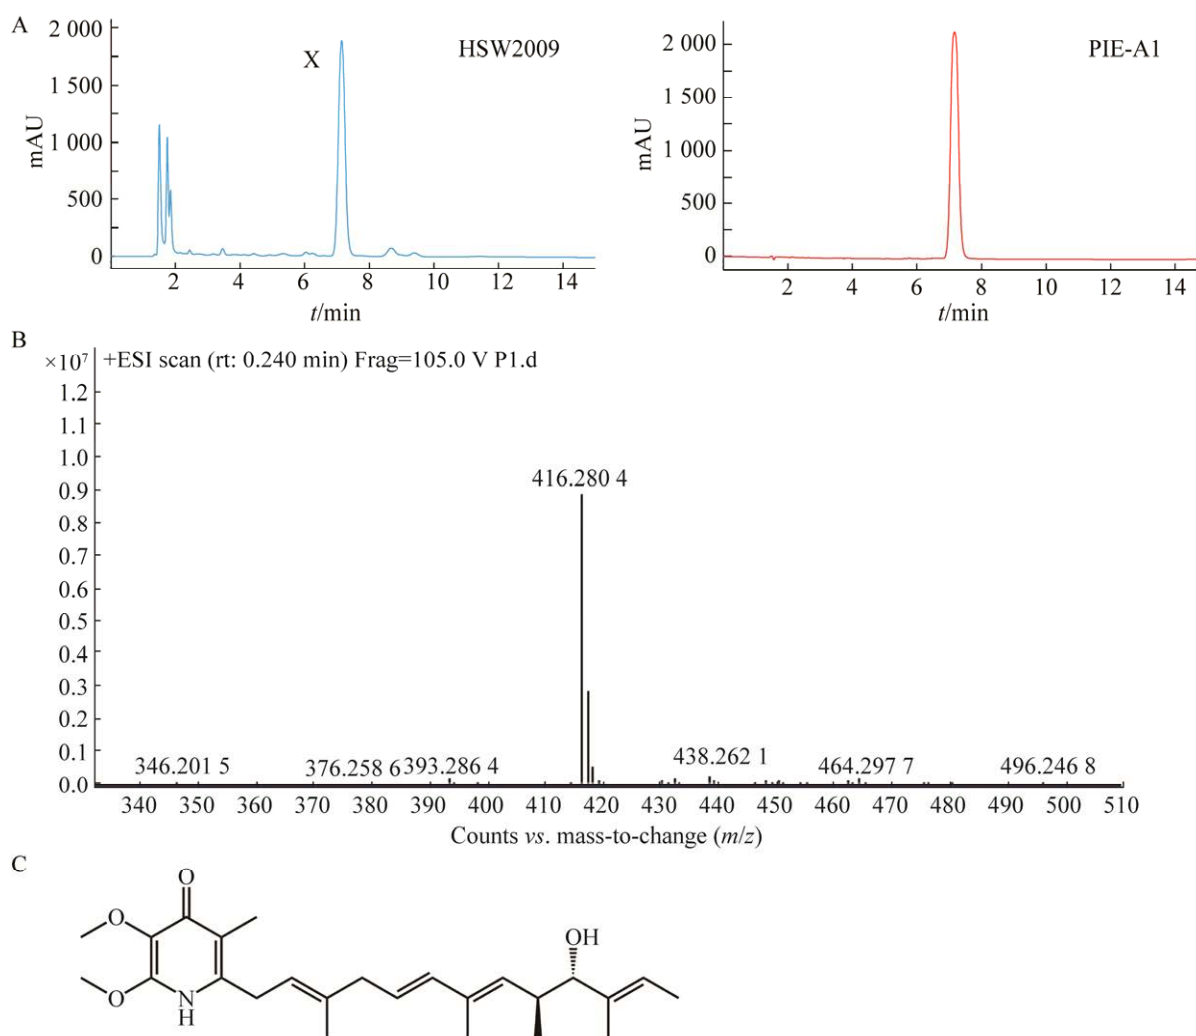 A
2 000
1 500
1 000
500
0
mAU
X
HSW2009
2 4 6 8 10 12 14
t/min
2 000
1 500
1 000
500
0
mAU
PIE-A1
2 4 6 8 10 12 14
t/min
B
×10⁷
+ESI scan (rt: 0.240 min) Frag=105.0 V P1.d
1.2
1.1
1.0
0.9
0.8
0.7
0.6
0.5
0.4
0.3
0.2
0.1
0.0
416.280 4
346.201 5 376.258 6 393.286 4 438.262 1 464.297 7 496.246 8
340 350 360 370 380 390 400 410 420 430 440 450 460 470 480 490 500 510
Counts vs. mass-to-change (m/z)
C
O
O
OH
O
N
H